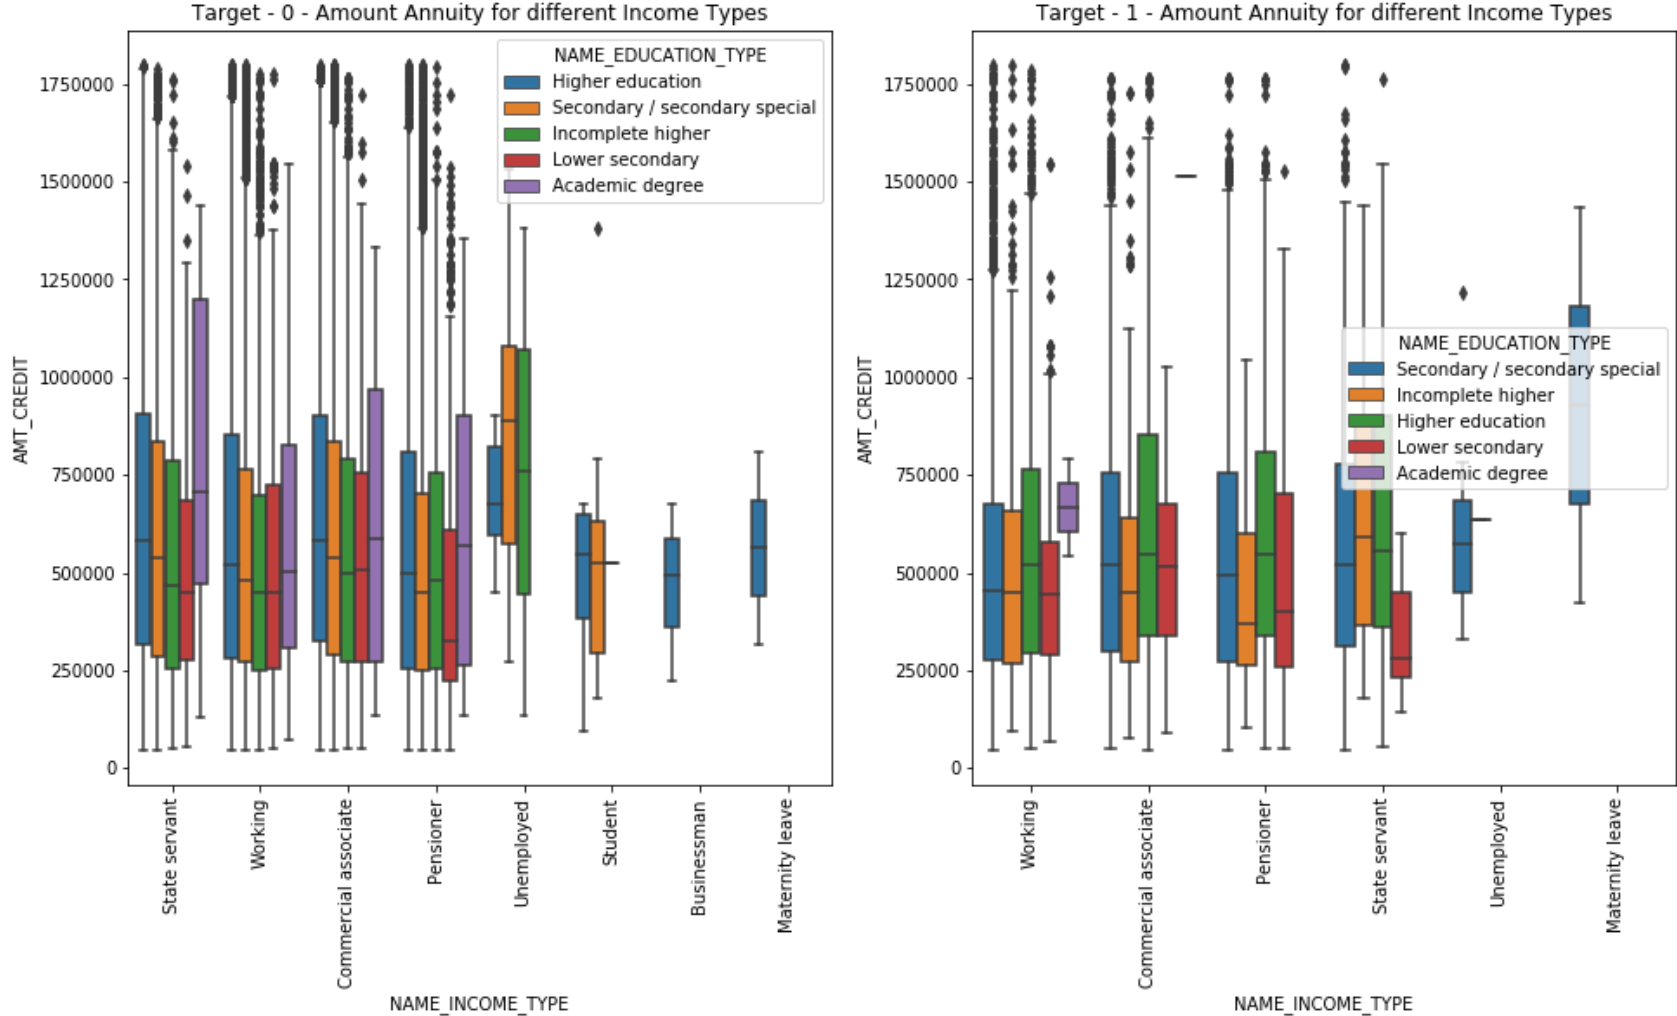 Target - 0 - Amount Annuity for different Income Types
NAME_EDUCATION_TYPE
Higher education
Secondary / secondary special
Incomplete higher
Lower secondary
Academic degree
1750000
1500000
1250000
1000000
750000
500000
250000
0
AMT_CREDIT
State servant
Working
Commercial associate
Pensioner
Unemployed
Student
Businessman
Maternity leave
NAME_INCOME_TYPE
Target - 1 - Amount Annuity for different Income Types
1750000
1500000
1250000
1000000
750000
500000
250000
0
AMT_CREDIT
NAME_EDUCATION_TYPE
Secondary / secondary special
Incomplete higher
Higher education
Lower secondary
Academic degree
Working
Commercial associate
Pensioner
State servant
Unemployed
Maternity leave
NAME_INCOME_TYPE